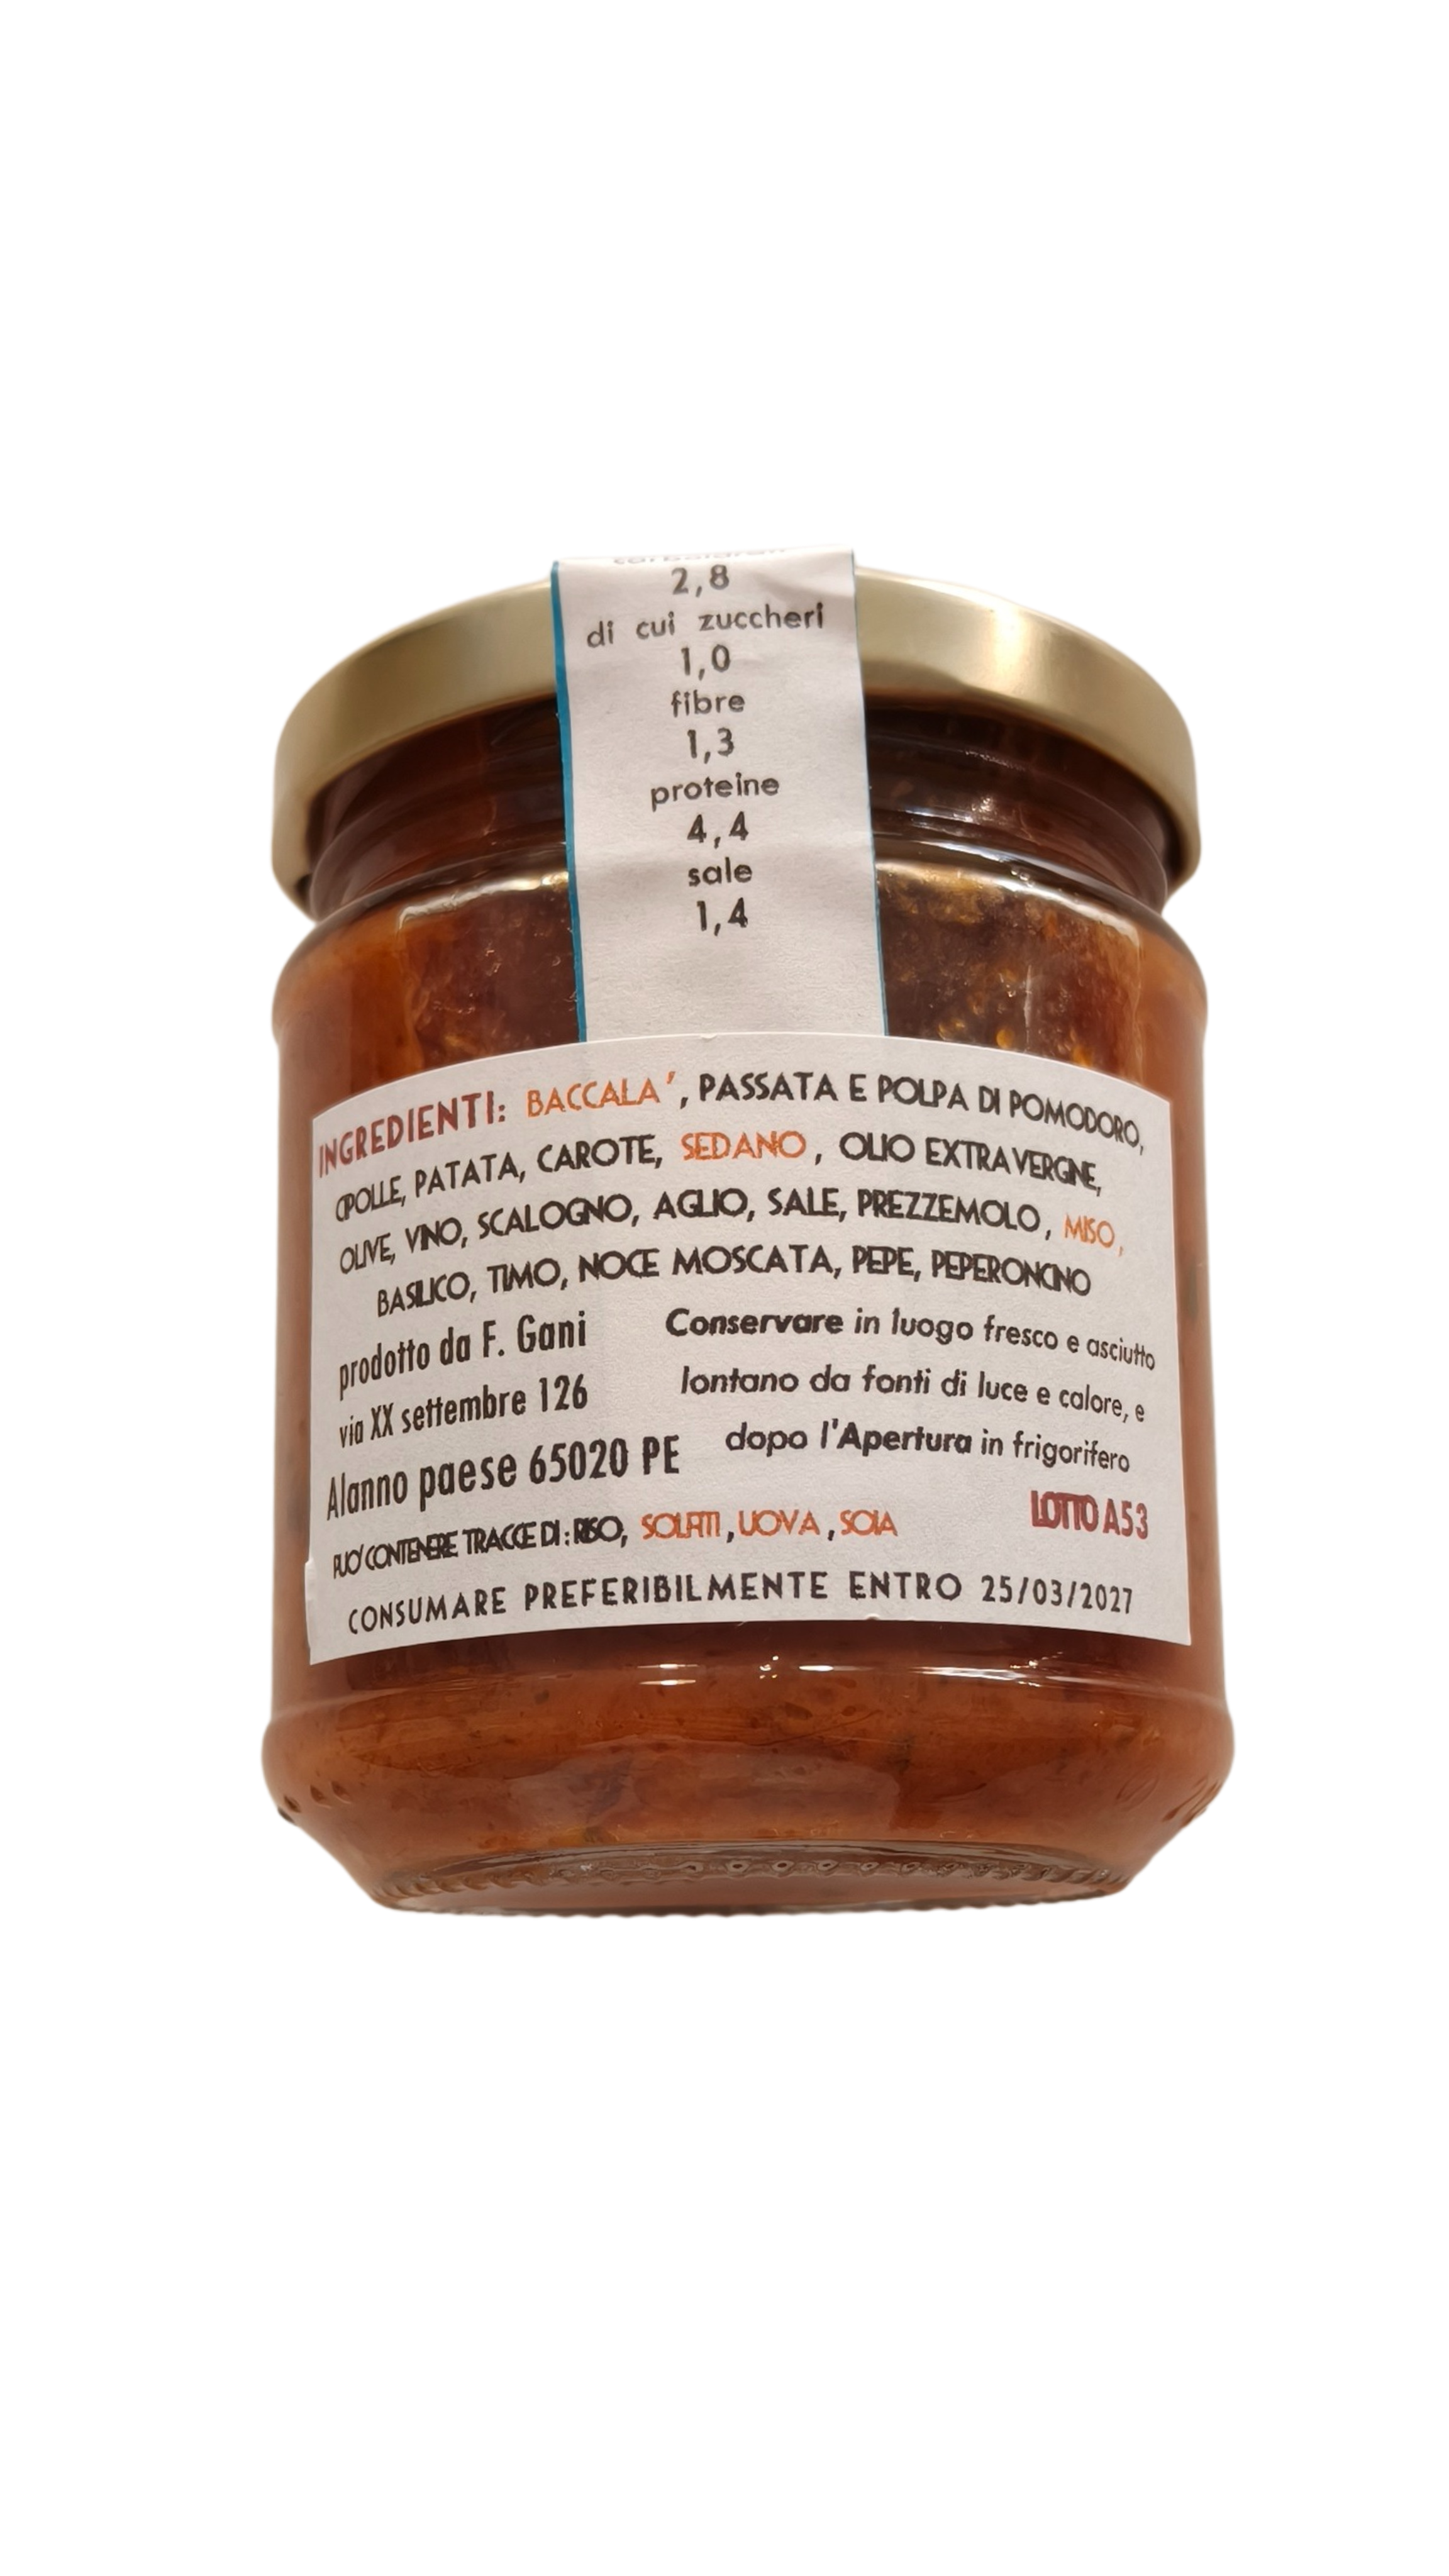 2,8
di cui zuccheri
1,0
fibre
1,3
proteine
4,4
sale
1,4
INGREDIENTI: BACCALA', PASSATA E POLPA DI POMODORO,
CIPOLLE, PATATA, CAROTE, SEDANO, OLIO EXTRAVERGNE,
OLIVE, VINO, SCALOGNO, AGLIO, SALE, PREZZEMOLO, MISO,
BASILICO, TIMO, NOCE MOSCATA, PEPE, PEPERONCINO
prodotto da F. Gani
via XX settembre 126
Alanno paese 65020 PE
Conservare in luogo fresco e asciutto
lontano da fonti di luce e calore, e
dopo l'Apertura in frigorifero
LOTTO A53
PUO' CONTENERE TRACCE DI: RISO, SOLFITI, UOVA, SOIA
CONSUMARE PREFERIBILMENTE ENTRO 25/03/2027